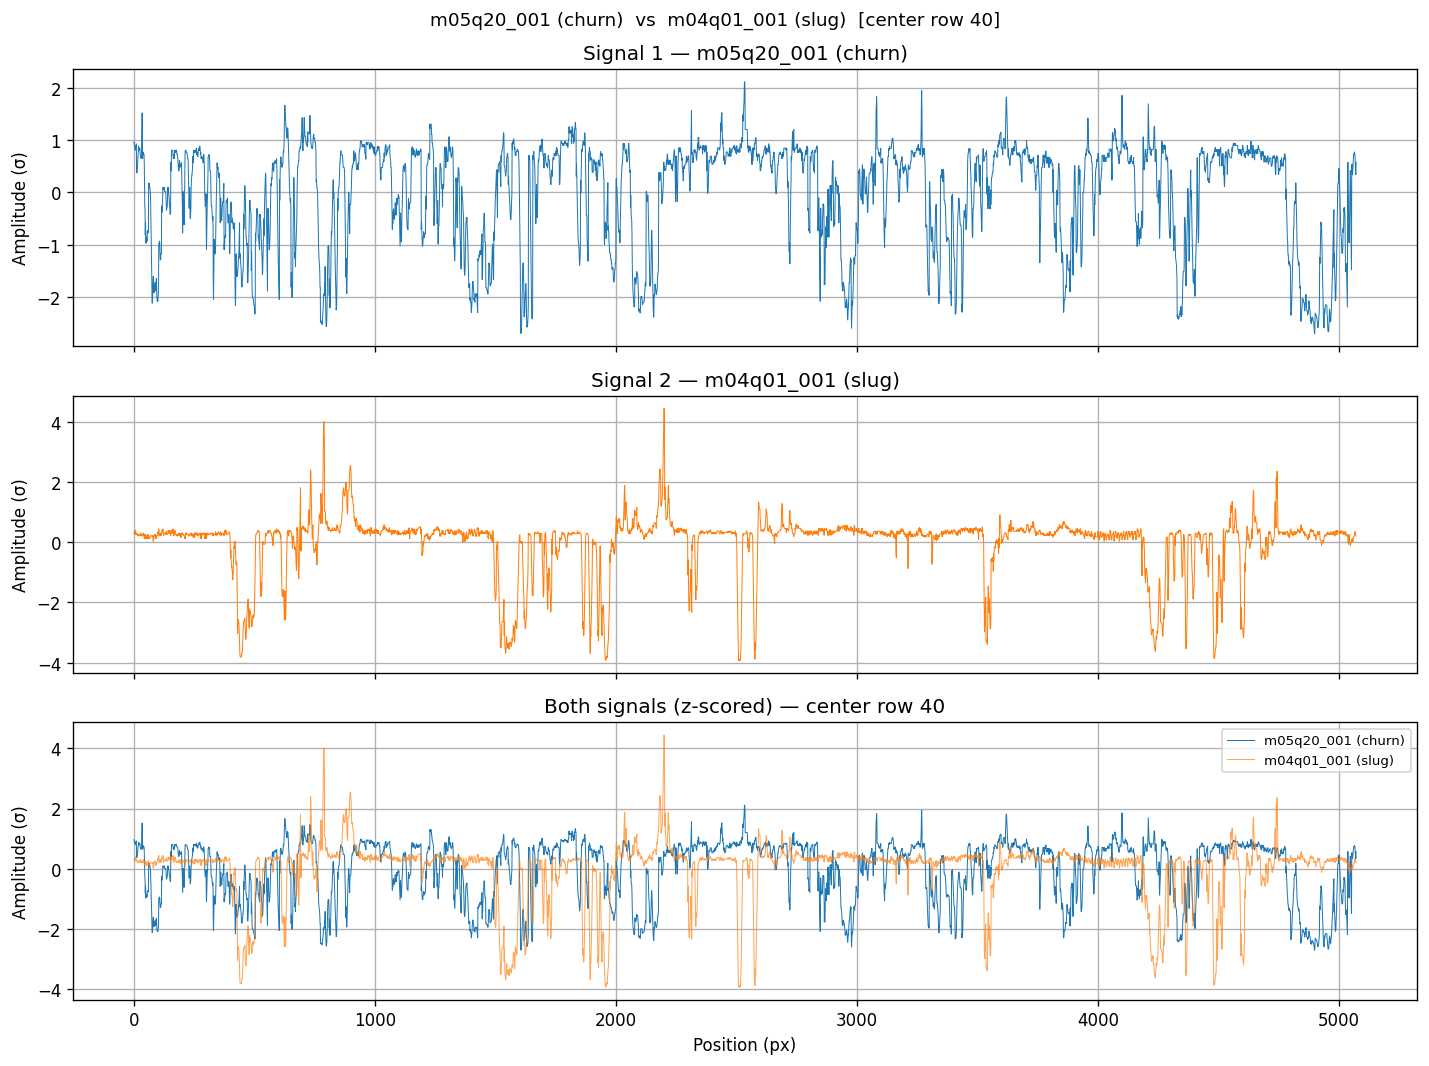 m05q20_001 (churn)  vs  m04q01_001 (slug)  [center row 40]
Signal 1 — m05q20_001 (churn)
Amplitude (σ)
2
1
0
−1
−2
Signal 2 — m04q01_001 (slug)
Amplitude (σ)
4
2
0
−2
−4
Both signals (z-scored) — center row 40
Amplitude (σ)
4
2
0
−2
−4
m05q20_001 (churn)
m04q01_001 (slug)
0 1000 2000 3000 4000 5000
Position (px)